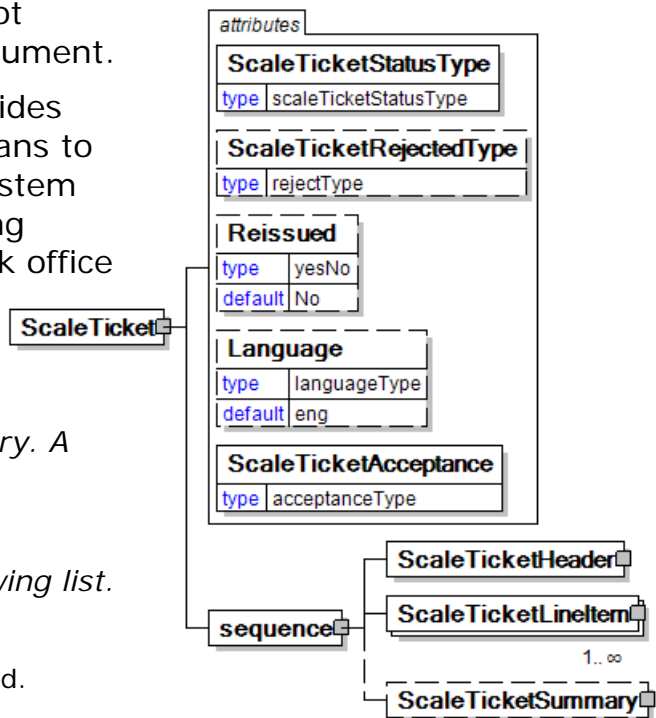 ot
ument.
ides
ans to
stem
ng
k office
ry. A
ving list.
d.
attributes
ScaleTicketStatusType
type scaleTicketStatusType
ScaleTicketRejectedType
type rejectType
Reissued
type yesNo
default No
Language
type languageType
default eng
ScaleTicketAcceptance
type acceptanceType
ScaleTicket
sequence
ScaleTicketHeader
ScaleTicketLineItem
1.. ∞
ScaleTicketSummary